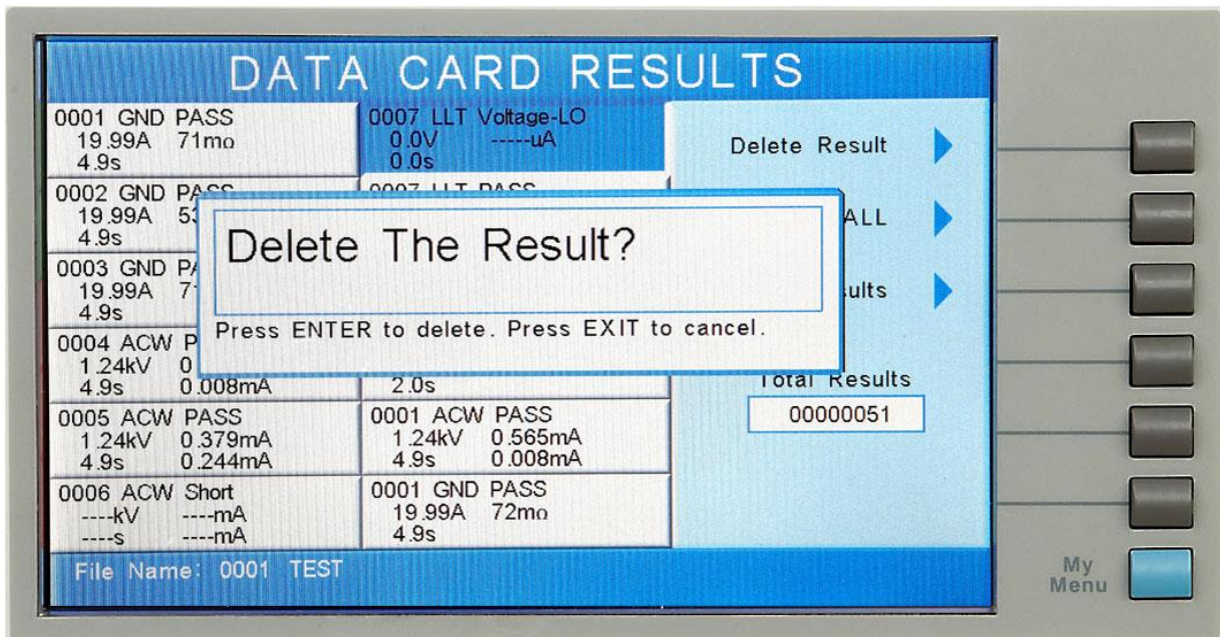 DATA CARD RESULTS
0001 GND PASS
19.99A 71mΩ
4.9s
0002 GND PASS
19.99A
4.9s
0003 GND
19.99A
4.9s
0004 ACW
1.24kV
4.9s 0.008mA
0005 ACW PASS
1.24kV 0.379mA
4.9s 0.244mA
0006 ACW Short
----kV ----mA
----s ----mA
0007 LLT Voltage-LO
0.0V -----uA
0.0s
0007 LLT PASS
2.0s
0001 ACW PASS
1.24kV 0.565mA
4.9s 0.008mA
0001 GND PASS
19.99A 72mΩ
4.9s
Delete The Result?
Press ENTER to delete. Press EXIT to cancel.
Delete Result
ALL
Total Results
00000051
File Name: 0001 TEST
My
Menu